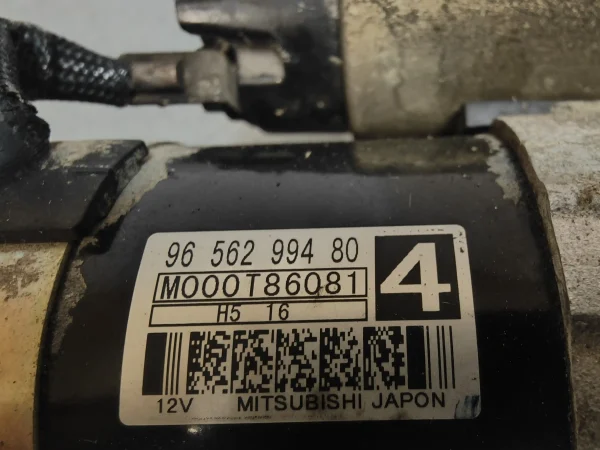 96 562 994 80
4
M000T86081
H5 16
12V MITSUBISHI JAPON